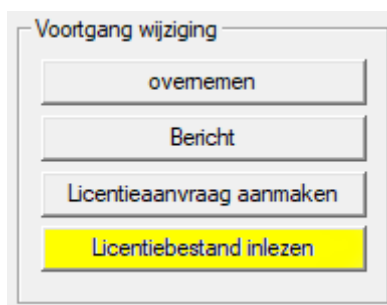 Voortgang wijziging
overnemen
Bericht
Licentieaanvraag aanmaken
Licentiebestand inlezen